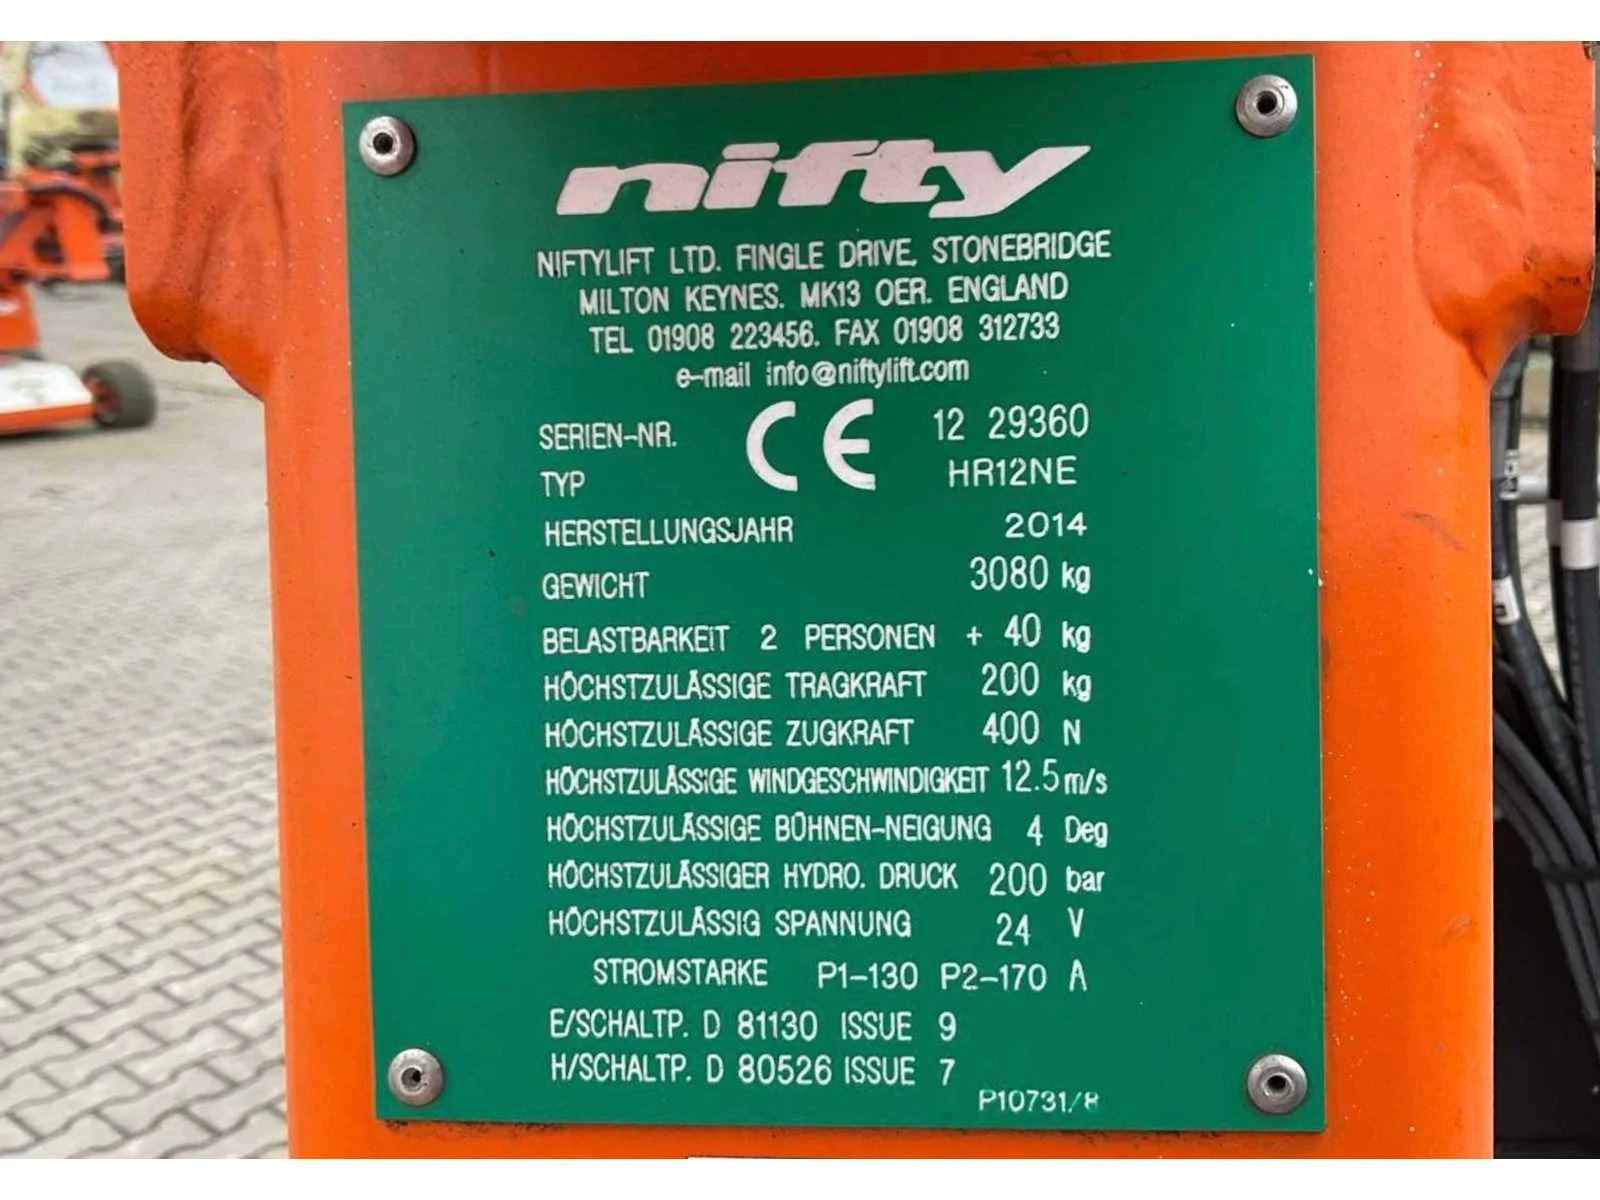 nifty
NIFTYLIFT LTD. FINGLE DRIVE, STONEBRIDGE
MILTON KEYNES. MK13 OER. ENGLAND
TEL 01908 223456. FAX 01908 312733
e-mail info@niftylift.com
SERIEN-NR. CE 12 29360
TYP HR12NE
HERSTELLUNGSJAHR 2014
GEWICHT 3080 kg
BELASTBARKEIT 2 PERSONEN + 40 kg
HÖCHSTZULÄSSIGE TRAGKRAFT 200 kg
HÖCHSTZULÄSSIGE ZUGKRAFT 400 N
HÖCHSTZULÄSSIGE WINDGESCHWINDIGKEIT 12.5 m/s
HÖCHSTZULÄSSIGE BÜHNEN-NEIGUNG 4 Deg
HÖCHSTZULÄSSIGER HYDRO. DRUCK 200 bar
HÖCHSTZULÄSSIG SPANNUNG 24 V
STROMSTARKE P1-130 P2-170 A
E/SCHALTP. D 81130 ISSUE 9
H/SCHALTP. D 80526 ISSUE 7
P10731/8